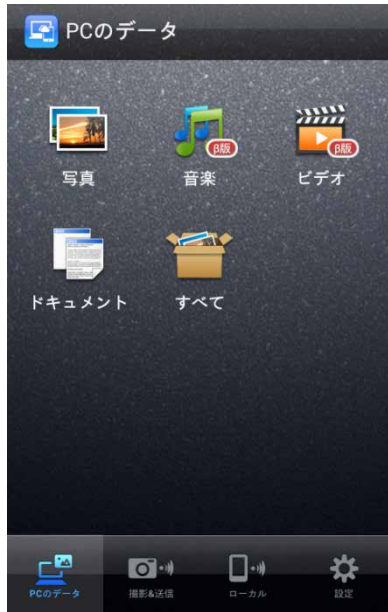 PCのデータ
β版
β版
写真
音楽
ビデオ
ドキュメント
すべて
PCのデータ
撮影&送信
ローカル
設定